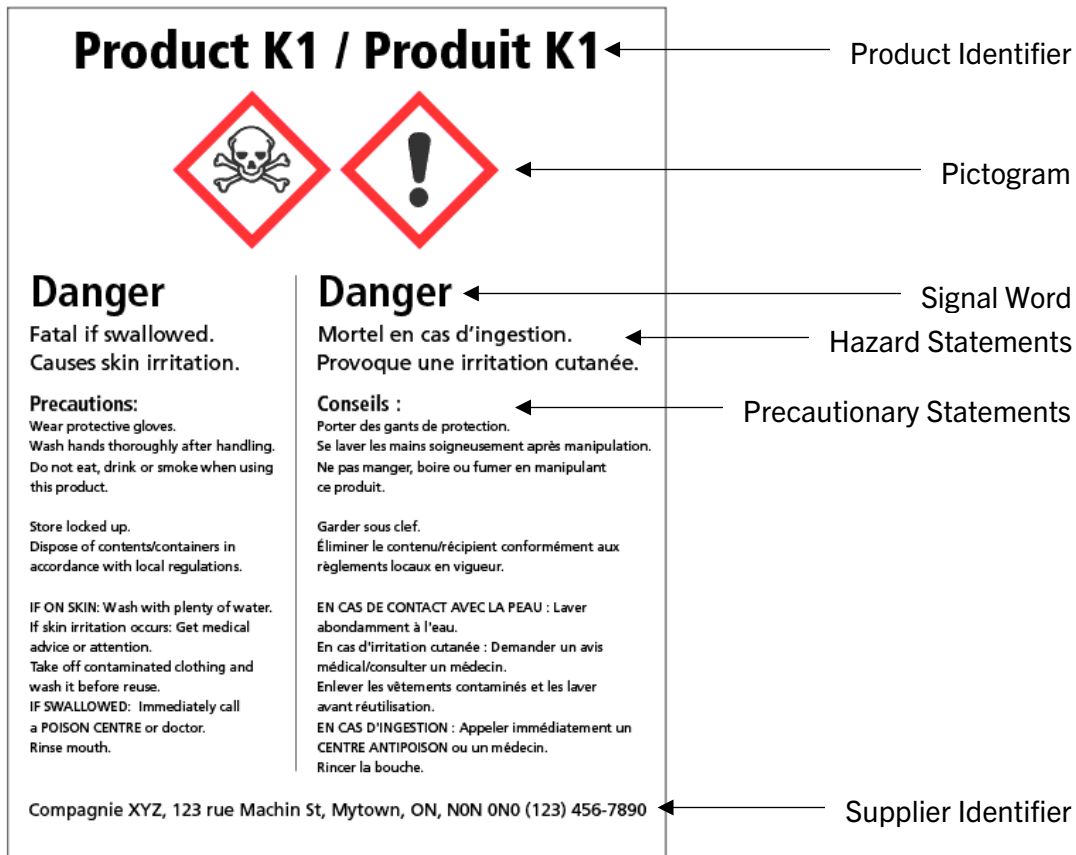 Product K1 / Produit K1
Product Identifier
Pictogram
Danger
Fatal if swallowed.
Causes skin irritation.
Precautions:
Wear protective gloves.
Wash hands thoroughly after handling.
Do not eat, drink or smoke when using
this product.
Store locked up.
Dispose of contents/containers in
accordance with local regulations.
IF ON SKIN: Wash with plenty of water.
If skin irritation occurs: Get medical
advice or attention.
Take off contaminated clothing and
wash it before reuse.
IF SWALLOWED: Immediately call
a POISON CENTRE or doctor.
Rinse mouth.
Danger
Mortel en cas d'ingestion.
Provoque une irritation cutanée.
Conseils :
Porter des gants de protection.
Se laver les mains soigneusement après manipulation.
Ne pas manger, boire ou fumer en manipulant
ce produit.
Garder sous clef.
Éliminer le contenu/récipient conformément aux
règlements locaux en vigueur.
EN CAS DE CONTACT AVEC LA PEAU : Laver
abondamment à l'eau.
En cas d'irritation cutanée : Demander un avis
médical/consulter un médecin.
Enlever les vêtements contaminés et les laver
avant réutilisation.
EN CAS D'INGESTION : Appeler immédiatement un
CENTRE ANTIPOISON ou un médecin.
Rincer la bouche.
Signal Word
Hazard Statements
Precautionary Statements
Compagnie XYZ, 123 rue Machin St, Mytown, ON, N0N 0N0 (123) 456-7890
Supplier Identifier